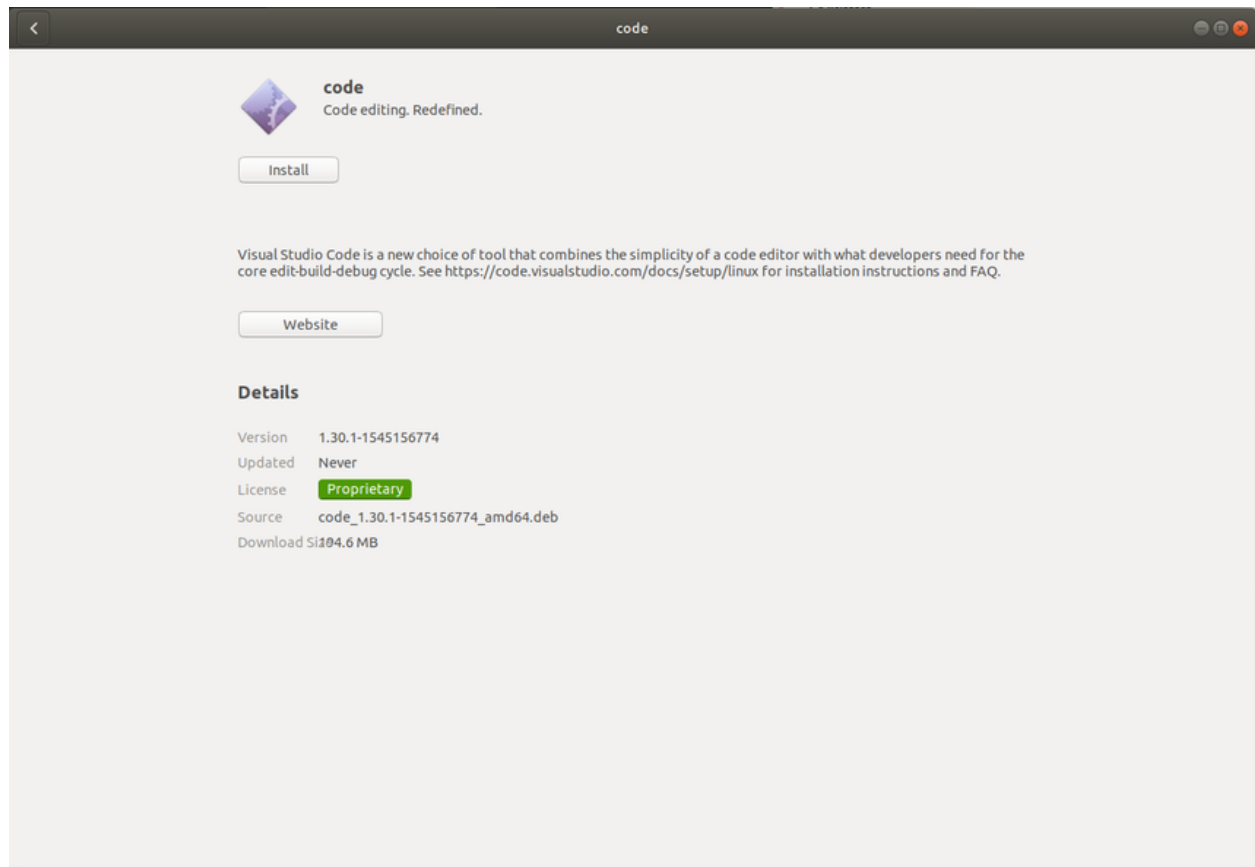 code
code
Code editing. Redefined.
Install
Visual Studio Code is a new choice of tool that combines the simplicity of a code editor with what developers need for the
core edit-build-debug cycle. See https://code.visualstudio.com/docs/setup/linux for installation instructions and FAQ.
Website
Details
Version 1.30.1-1545156774
Updated Never
License Proprietary
Source code_1.30.1-1545156774_amd64.deb
Download 04.6 MB